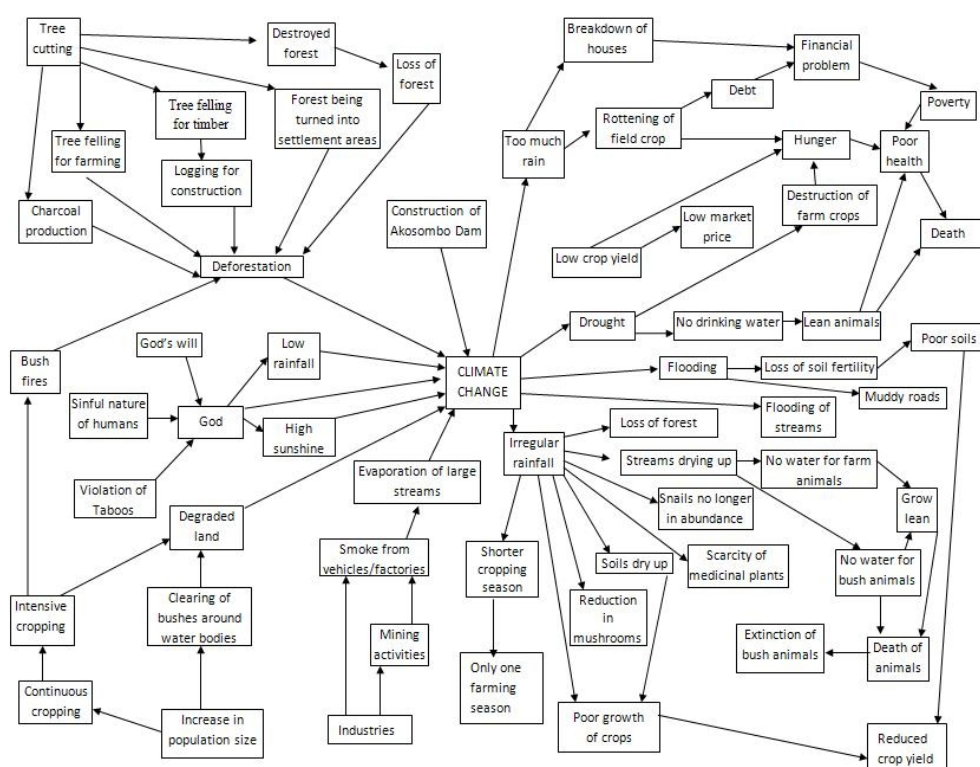 Tree
cutting
Destroyed
forest
Loss of
forest
Tree felling
for timber
Forest being
turned into
settlement areas
Tree felling
for farming
Logging for
construction
Charcoal
production
Deforestation
Construction of
Akosombo Dam
Breakdown of
houses
Financial
problem
Debt
Poverty
Too much
rain
Rottening of
field crop
Hunger
Poor
health
Destruction of
farm crops
Low market
price
Low crop yield
Death
Drought
No drinking water
Lean animals
Bush
fires
God's will
Low
rainfall
Sinful nature
of humans
God
High
sunshine
Violation of
Taboos
CLIMATE
CHANGE
Flooding
Loss of soil fertility
Poor soils
Muddy roads
Flooding of
streams
Irregular
rainfall
Loss of forest
Streams drying up
No water for farm
animals
Grow
lean
Snails no longer
in abundance
Evaporation of large
streams
Degraded
land
Smoke from
vehicles/factories
Shorter
cropping
season
Soils dry up
Scarcity of
medicinal plants
No water for
bush animals
Intensive
cropping
Clearing of
bushes around
water bodies
Mining
activities
Reduction
in
mushrooms
Extinction of
bush animals
Death of
animals
Only one
farming
season
Continuous
cropping
Increase in
population size
Industries
Poor growth
of crops
Reduced
crop yield